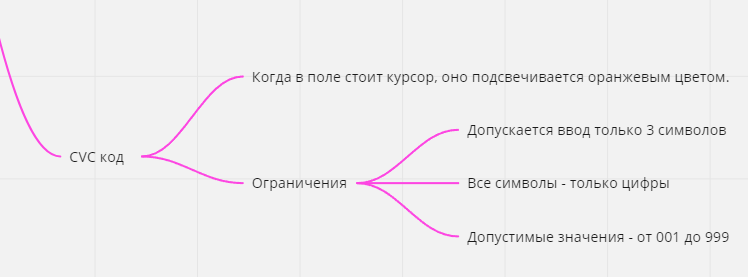 Когда в поле стоит курсор, оно подсвечивается оранжевым цветом.
Допускается ввод только 3 символов
CVC код
Ограничения
Все символы - только цифры
Допустимые значения - от 001 до 999